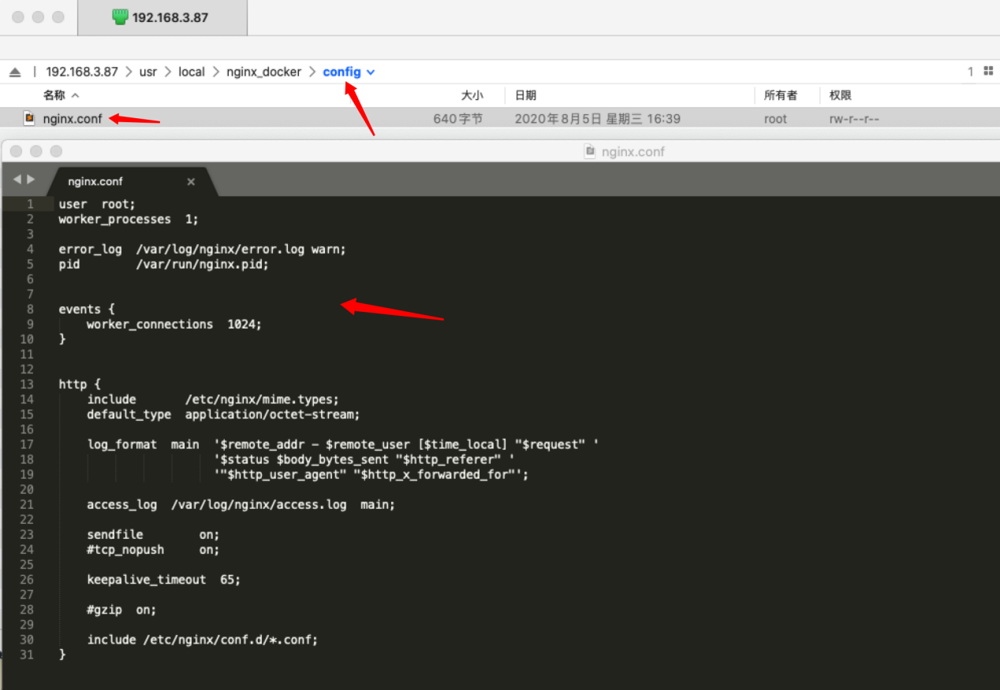 192.168.3.87
192.168.3.87 usr local nginx_docker config 1
名称 大小 日期 所有者 权限
nginx.conf 640 字节 2020年8月5日 星期三 16:39 root rw-r--r--
nginx.conf
nginx.conf
1 user  root;
2 worker_processes  1;
3
4 error_log  /var/log/nginx/error.log warn;
5 pid        /var/run/nginx.pid;
6
7
8 events {
9     worker_connections  1024;
10 }
11
12
13 http {
14     include       /etc/nginx/mime.types;
15     default_type  application/octet-stream;
16
17     log_format  main  '$remote_addr - $remote_user [$time_local] "$request" '
18                       '$status $body_bytes_sent "$http_referer" '
19                       '"$http_user_agent" "$http_x_forwarded_for"';
20
21     access_log  /var/log/nginx/access.log  main;
22
23     sendfile        on;
24     #tcp_nopush     on;
25
26     keepalive_timeout  65;
27
28     #gzip  on;
29
30     include /etc/nginx/conf.d/*.conf;
31 }